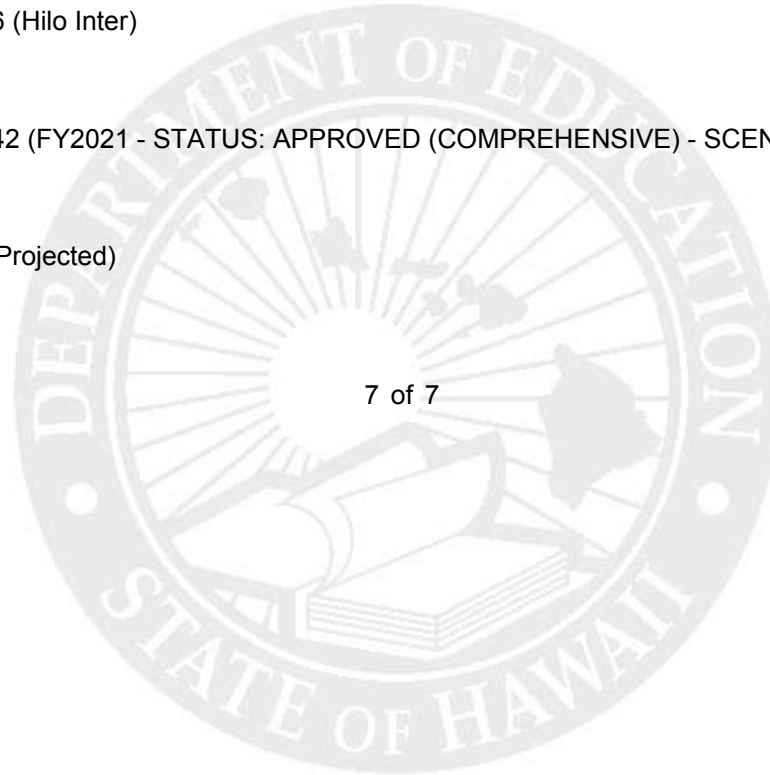 6 (Hilo Inter)
42 (FY2021 - STATUS: APPROVED (COMPREHENSIVE) - SCEN
Projected)
7 of 7
DEPARTMENT OF EDUCATION
STATE OF HAWAII